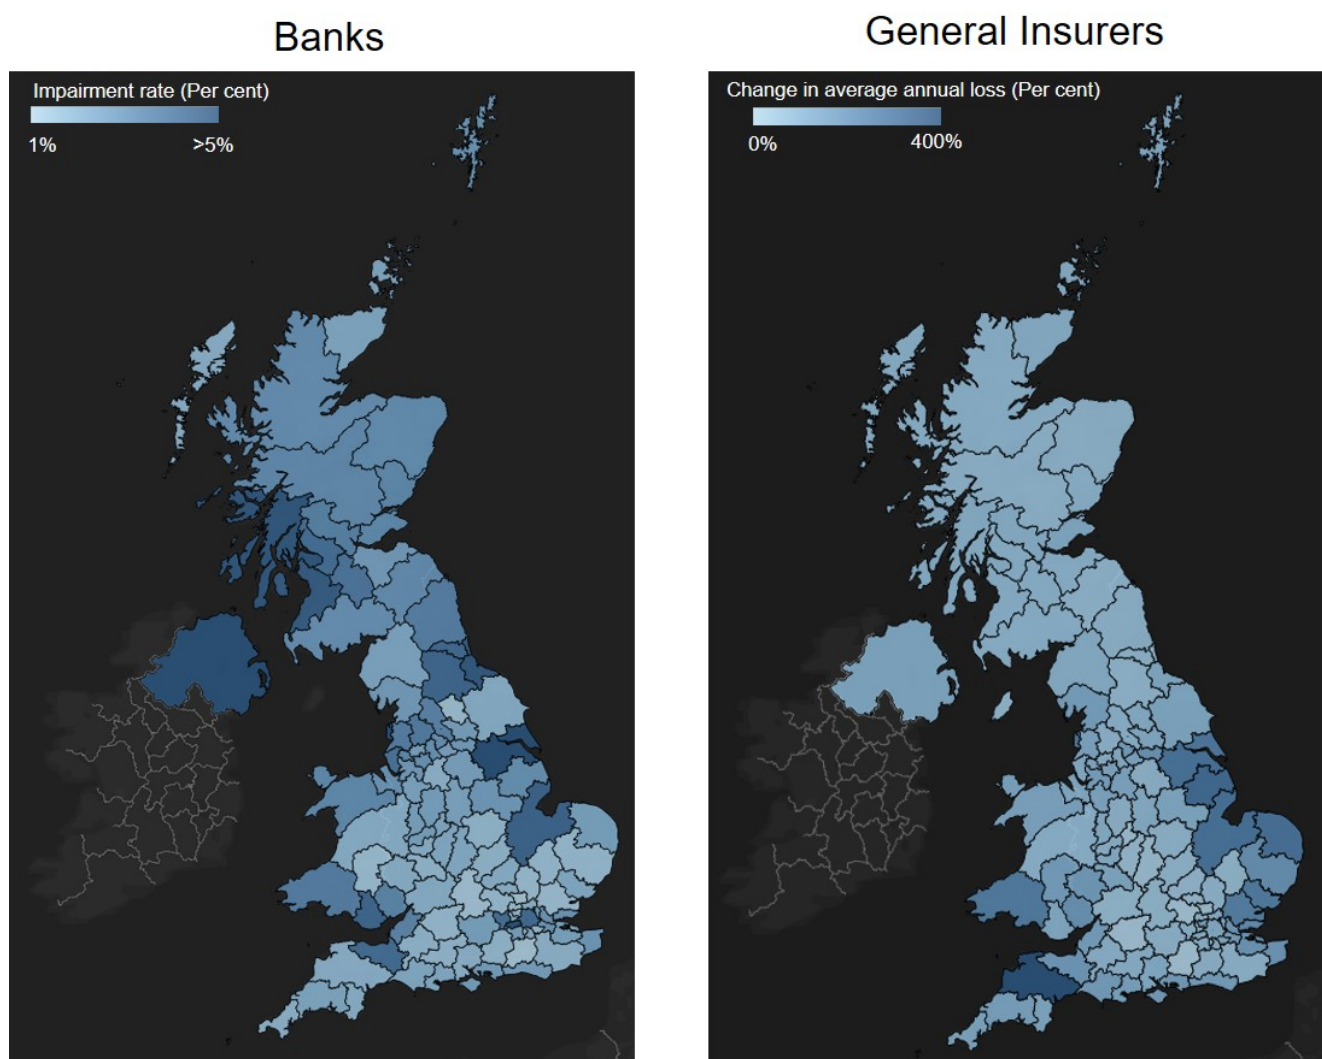 Banks
General Insurers
Impairment rate (Per cent)
1%
>5%
Change in average annual loss (Per cent)
0%
400%